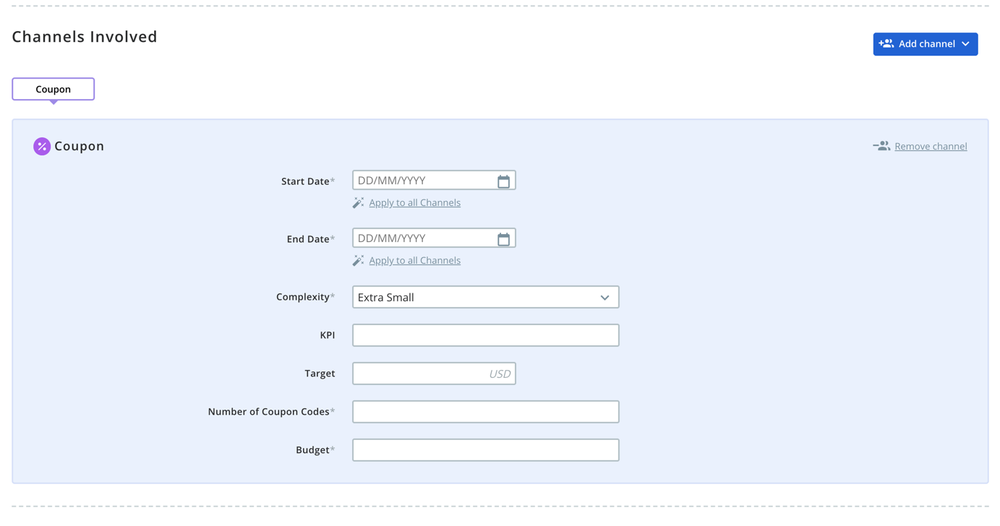 Channels Involved
Add channel
Coupon
Coupon
Remove channel
Start Date*
DD/MM/YYYY
Apply to all Channels
End Date*
DD/MM/YYYY
Apply to all Channels
Complexity*
Extra Small
KPI
Target
USD
Number of Coupon Codes*
Budget*